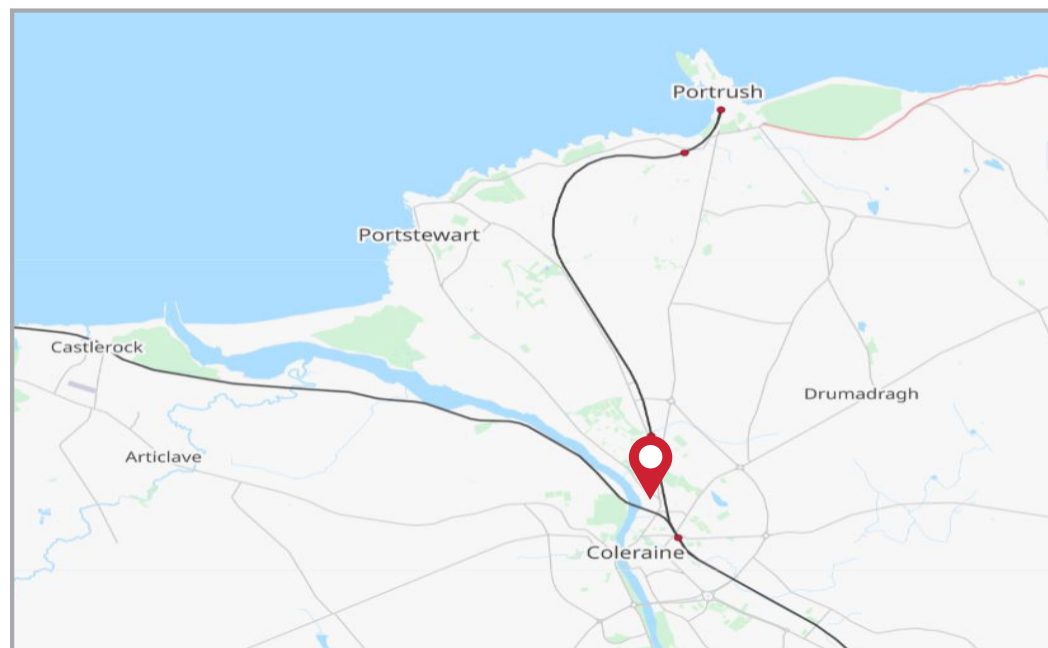 Portrush
Portstewart
Castlerock
Drumadragh
Articlave
Coleraine